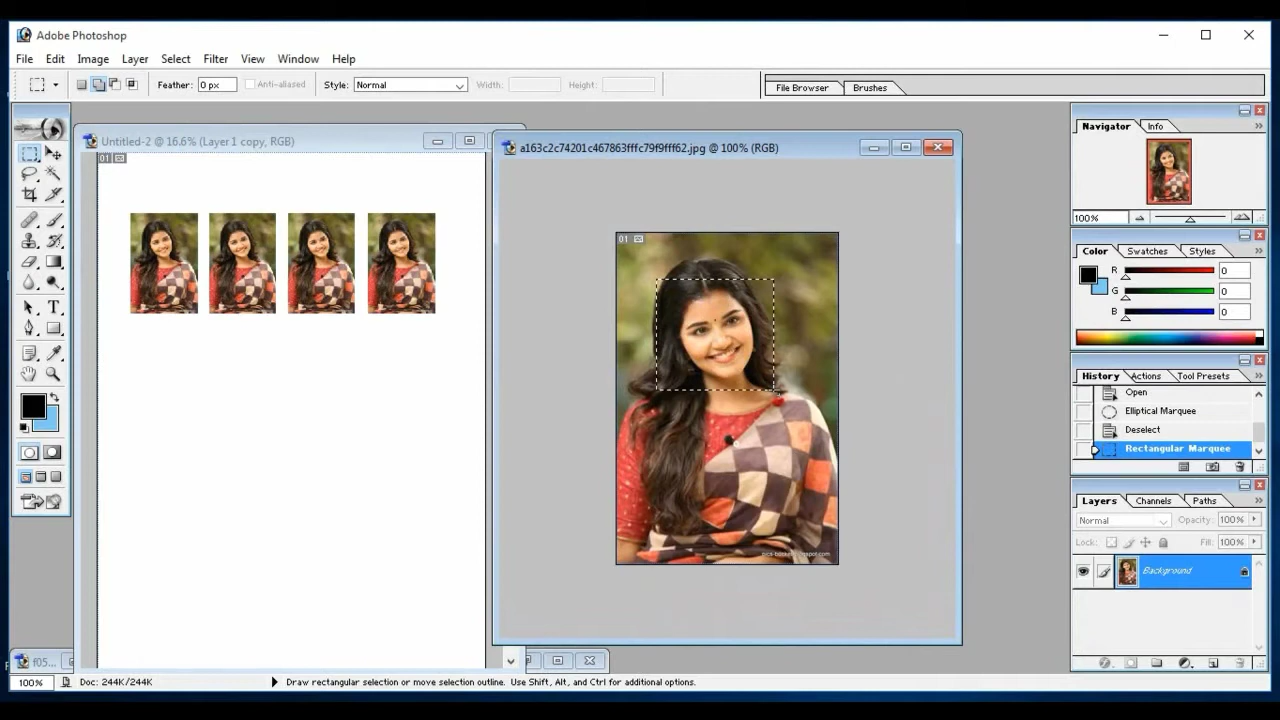 Adobe Photoshop
File Edit Image Layer Select Filter View Window Help
Feather: 0 px Anti-aliased Style: Normal Width: Height: File Browser Brushes
Untitled-2 @ 16.6% (Layer 1 copy, RGB)
01
a163c2c74201c467863fffc79f9fff62.jpg @ 100% (RGB)
01
Navigator Info
100%
Color Swatches Styles
R 0
G 0
B 0
T
History Actions Tool Presets
Open
Elliptical Marquee
Deselect
Rectangular Marquee
Layers Channels Paths
Normal Opacity: 100%
Lock: Fill: 100%
Background
f05...
100% Doc: 244K/244K Draw rectangular selection or move selection outline. Use Shift, Alt, and Ctrl for additional options.